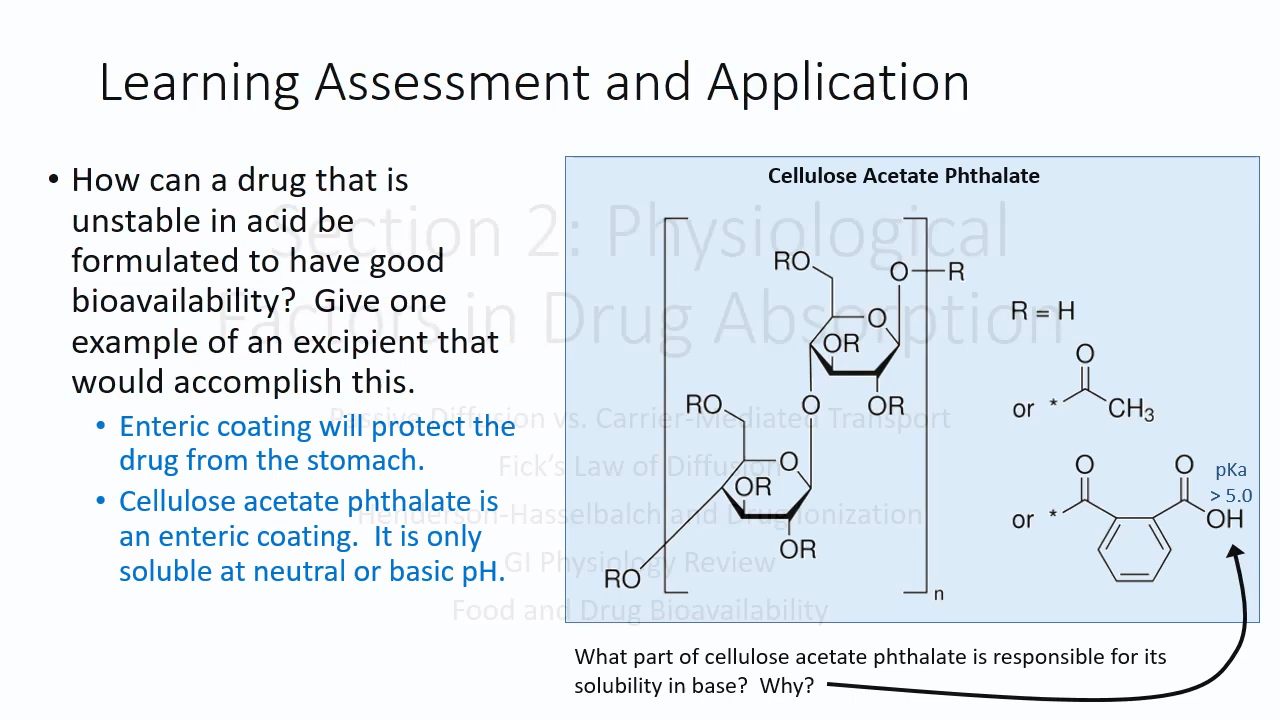 Learning Assessment and Application
• How can a drug that is
unstable in acid be
formulated to have good
bioavailability?  Give one
example of an excipient that
would accomplish this.
• Enteric coating will protect the
drug from the stomach.
• Cellulose acetate phthalate is
an enteric coating.  It is only
soluble at neutral or basic pH.
Cellulose Acetate Phthalate
RO
O
R
O
OR
RO
O
OR
O
OR
OR
RO
n
R = H
O
or * CH3
O O
or * OH
pKa
> 5.0
What part of cellulose acetate phthalate is responsible for its
solubility in base?  Why?
Section 2: Physiological
Factors in Drug Absorption
Passive Diffusion vs. Carrier-Mediated Transport
Fick's Law of Diffusion
Henderson-Hasselbalch and Drug Ionization
GI Physiology Review
Food and Drug Bioavailability